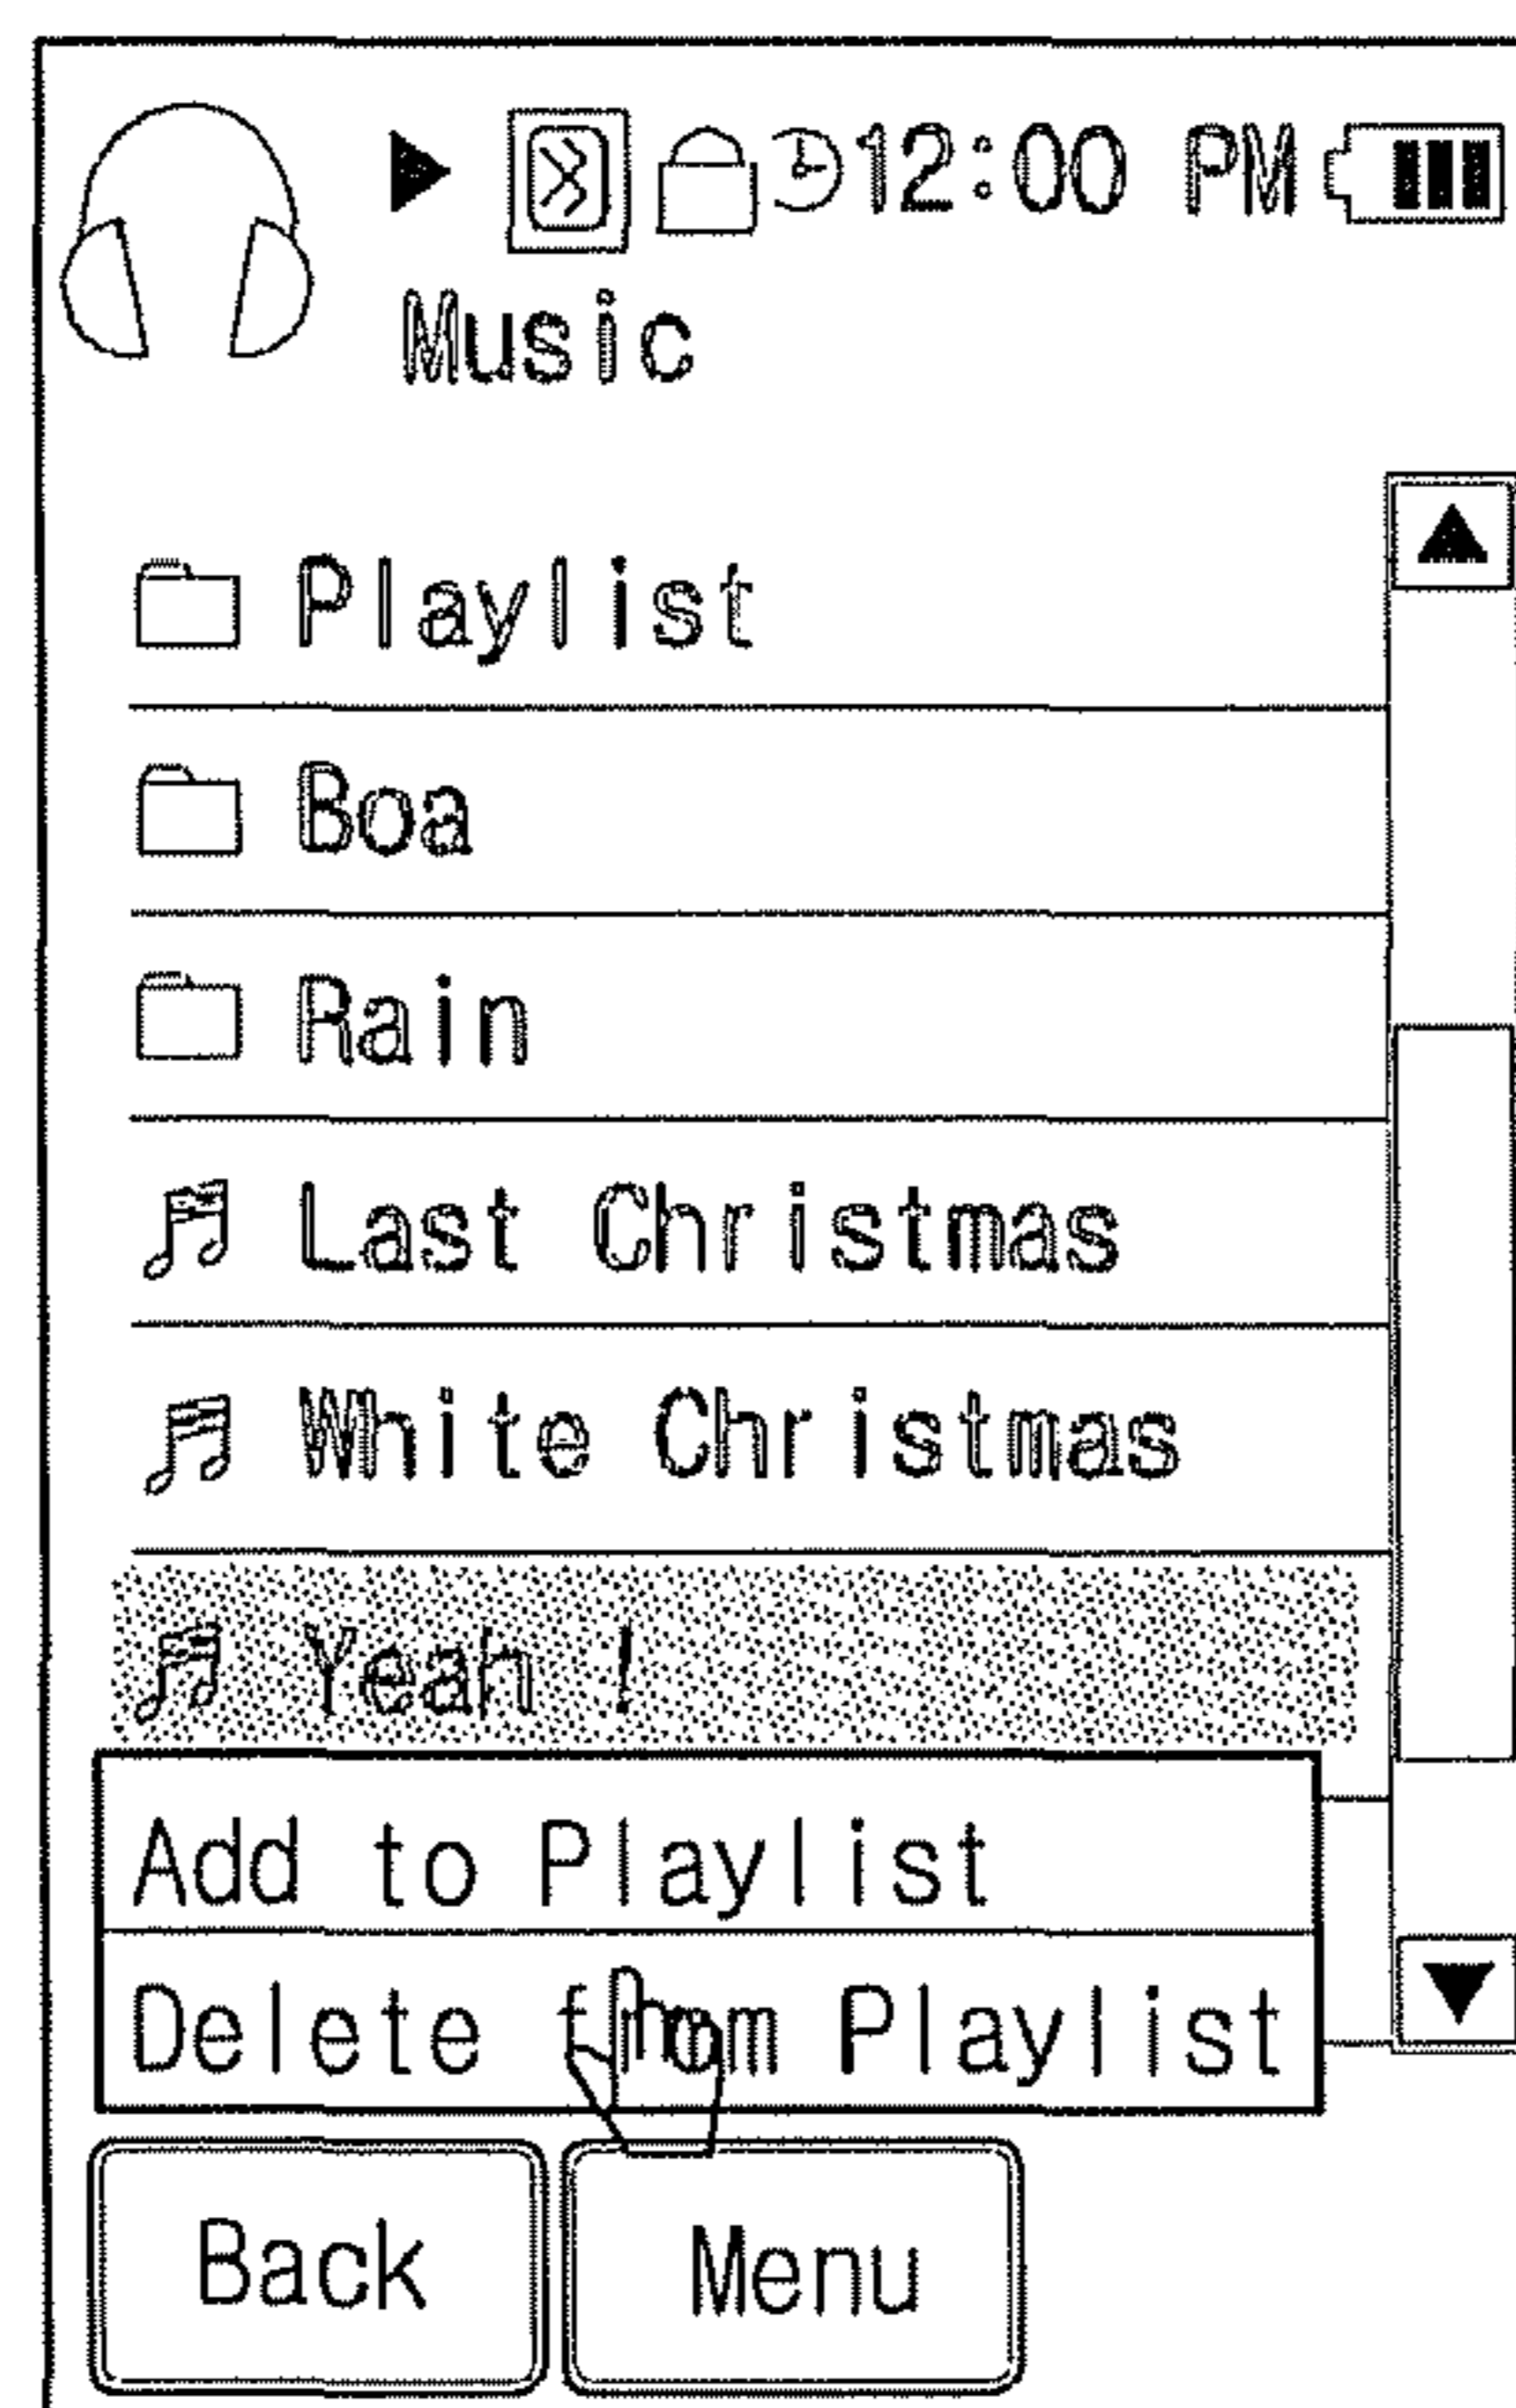 12:00 PM
Music
Playlist
Boa
Rain
Last Christmas
White Christmas
Yeah !
Add to Playlist
Delete from Playlist
Back
Menu